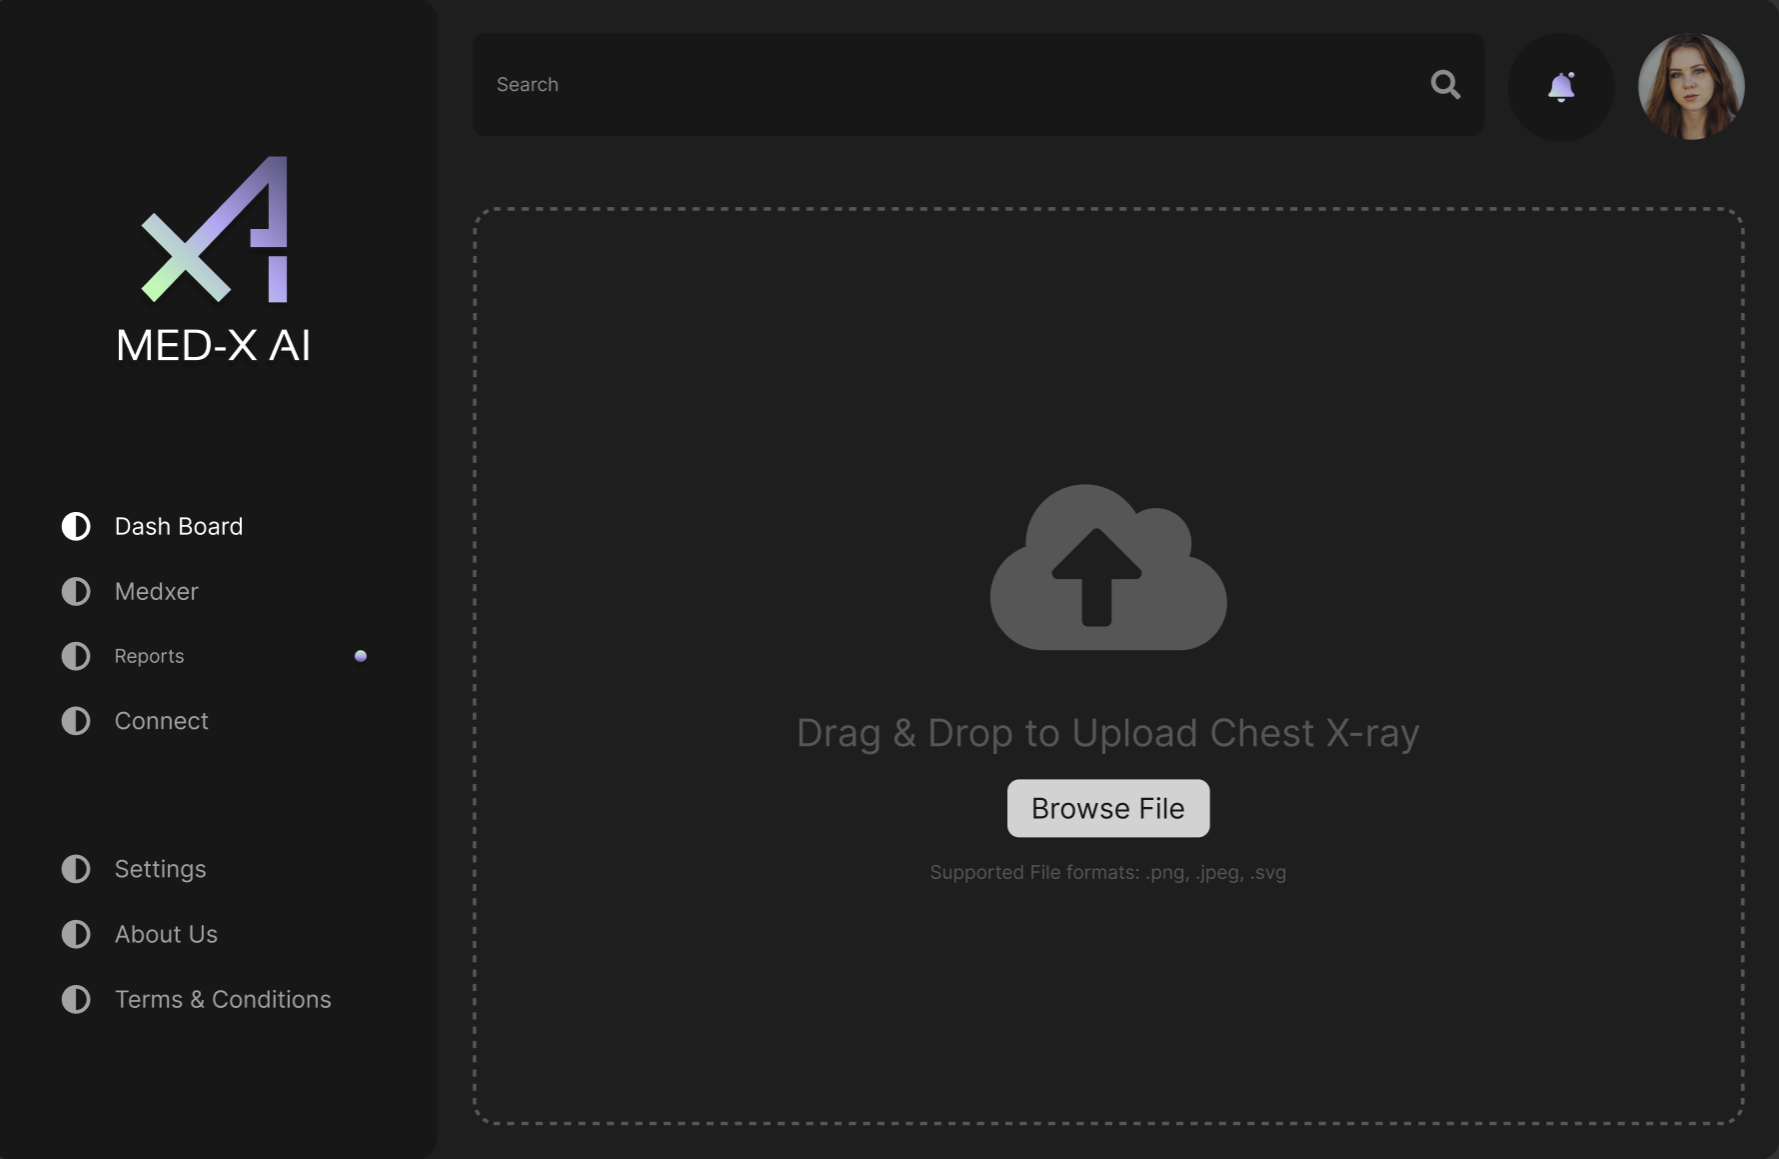 MED-X AI
Dash Board
Medxer
Reports
Connect
Settings
About Us
Terms & Conditions
Search
Drag & Drop to Upload Chest X-ray
Browse File
Supported File formats: .png, .jpeg, .svg